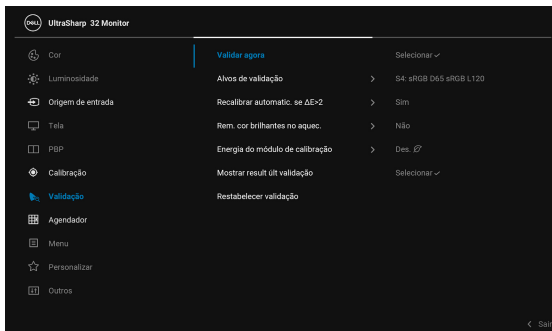 DELL UltraSharp 32 Monitor
Cor
Validar agora Selecionar
Luminosidade
Alvos de validação S4: sRGB D65 sRGB L120
Origem de entrada
Recalibrar automatic. se ΔE>2 Sim
Tela
Rem. cor brilhantes no aquec. Não
PBP
Energia do módulo de calibração Des.
Calibração
Mostrar result últ validação Selecionar
Validação
Restabelecer validação
Agendador
Menu
Personalizar
Outros
Sair